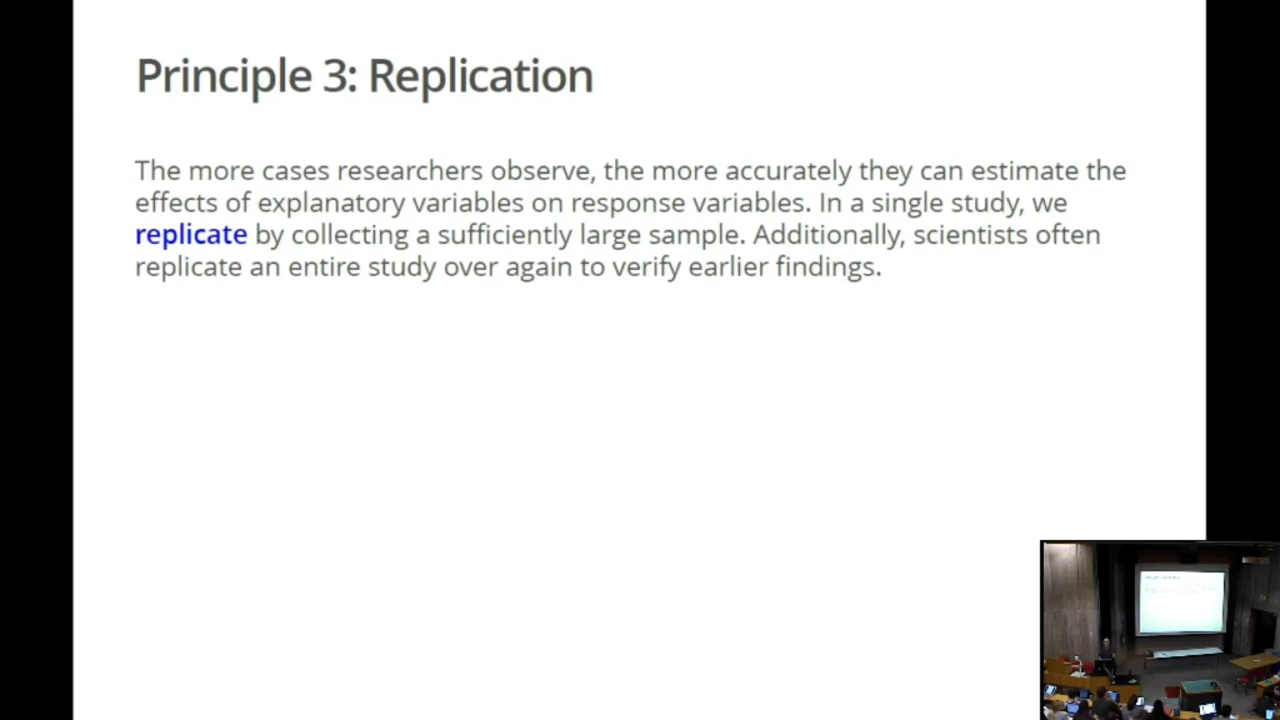 Principle 3: Replication
The more cases researchers observe, the more accurately they can estimate the
effects of explanatory variables on response variables. In a single study, we
replicate by collecting a sufficiently large sample. Additionally, scientists often
replicate an entire study over again to verify earlier findings.